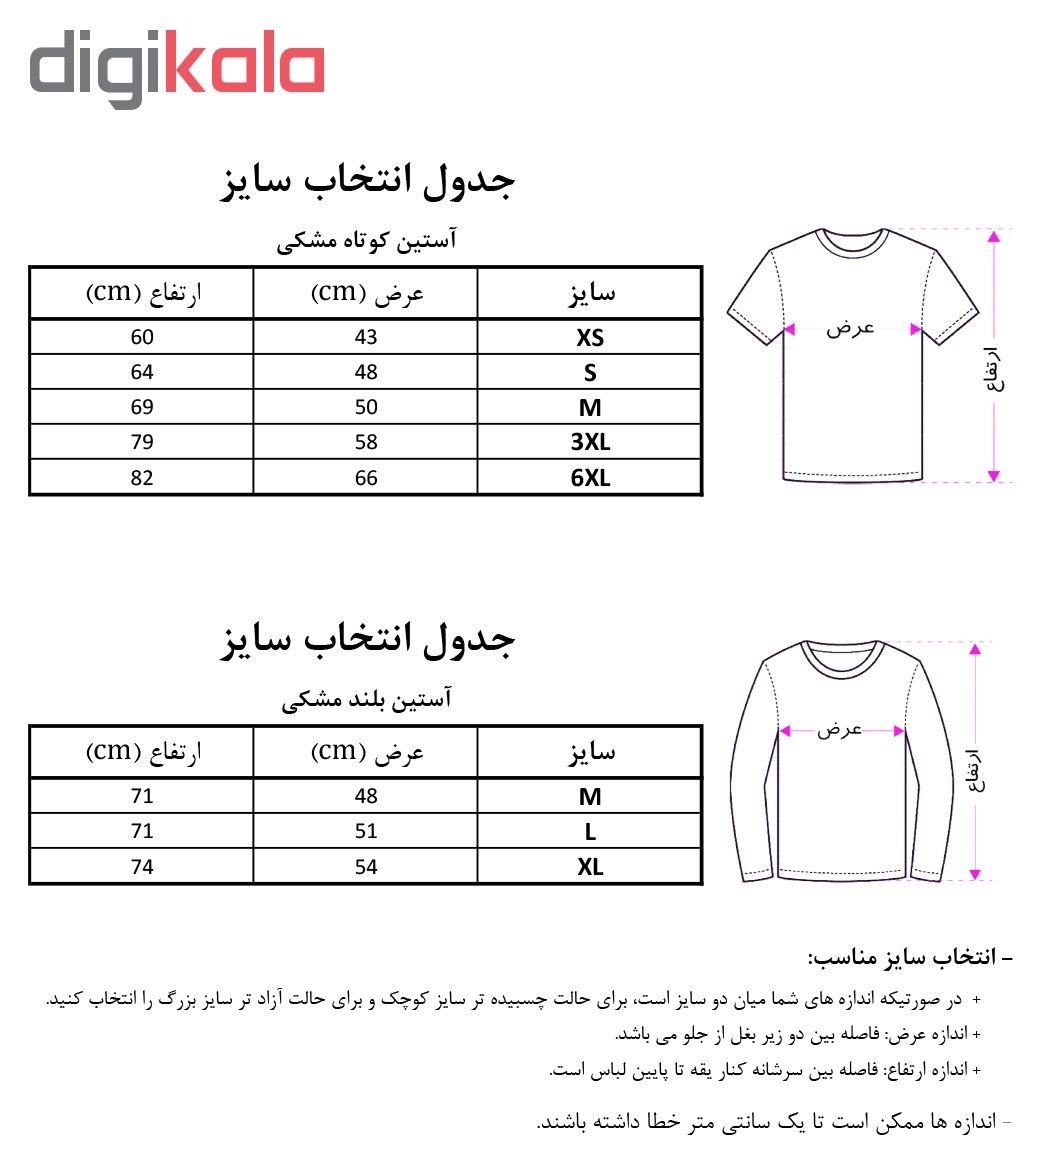 digikala
جدول انتخاب سایز
آستین کوتاه مشکی
سایز عرض (cm) ارتفاع (cm)
XS 43 60
S 48 64
M 50 69
3XL 58 79
6XL 66 82
عرض
ارتفاع
جدول انتخاب سایز
آستین بلند مشکی
سایز عرض (cm) ارتفاع (cm)
M 48 71
L 51 71
XL 54 74
عرض
ارتفاع
- انتخاب سایز مناسب:
+ در صورتیکه اندازه های شما میان دو سایز است، برای حالت چسبیده تر سایز کوچک و برای حالت آزاد تر سایز بزرگ را انتخاب کنید.
+ اندازه عرض: فاصله بین دو زیر بغل از جلو می باشد.
+ اندازه ارتفاع: فاصله بین سرشانه کنار یقه تا پایین لباس است.
- اندازه ها ممکن است تا یک سانتی متر خطا داشته باشند.